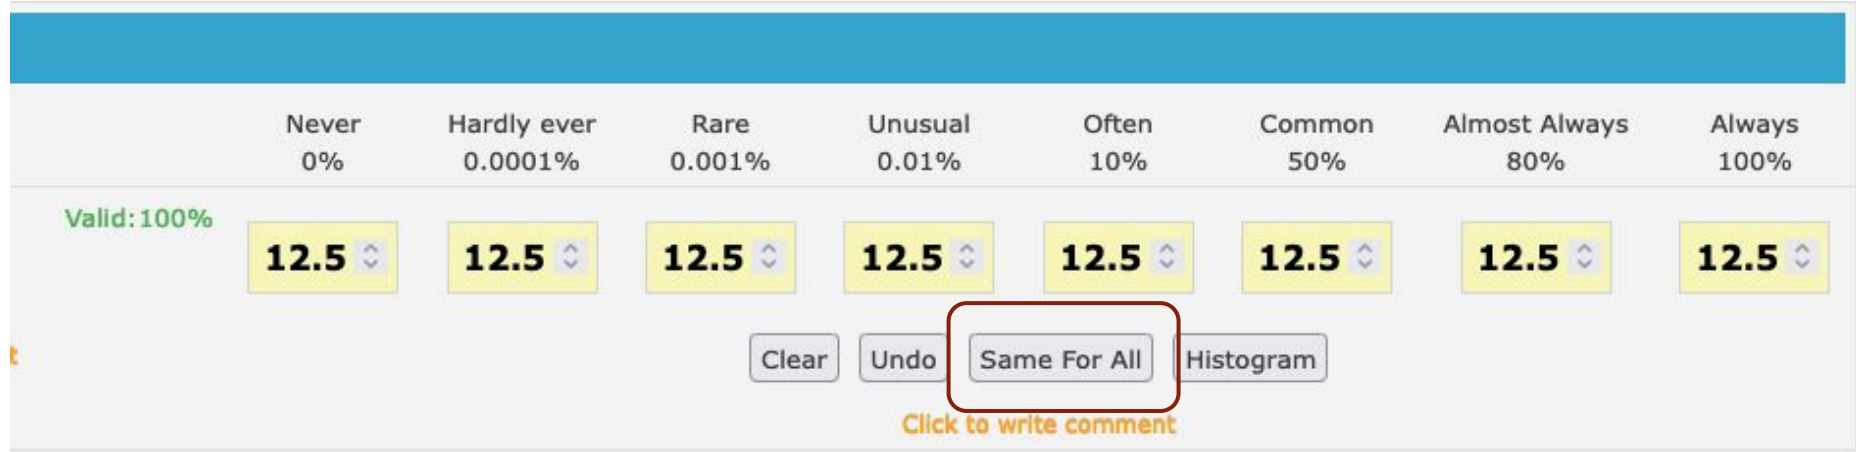 Never Hardly ever Rare Unusual Often Common Almost Always Always
0% 0.0001% 0.001% 0.01% 10% 50% 80% 100%
Valid:100%
12.5 12.5 12.5 12.5 12.5 12.5 12.5 12.5
Clear Undo Same For All Histogram
Click to write comment